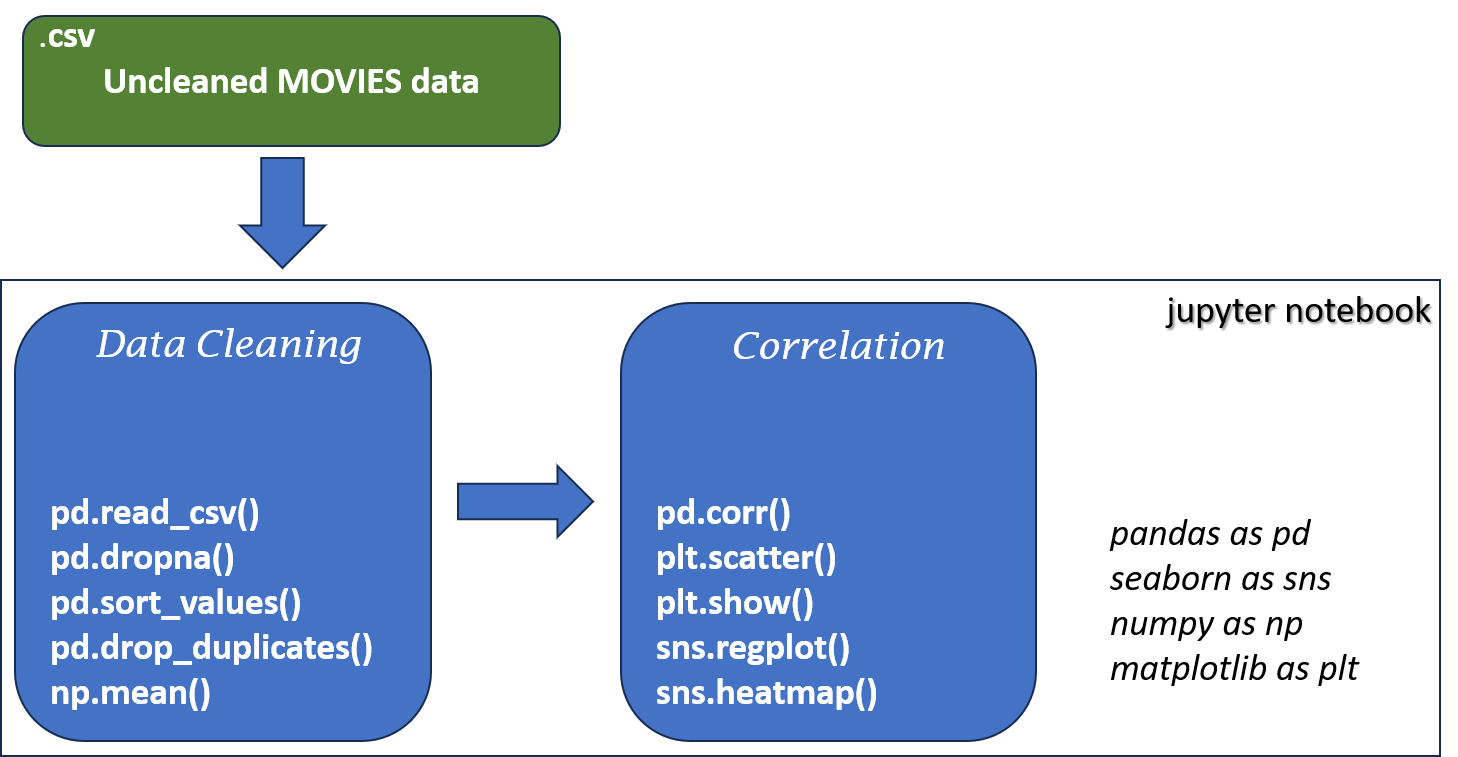 .csv
Uncleaned MOVIES data
jupyter notebook
Data Cleaning
pd.read_csv()
pd.dropna()
pd.sort_values()
pd.drop_duplicates()
np.mean()
Correlation
pd.corr()
plt.scatter()
plt.show()
sns.regplot()
sns.heatmap()
pandas as pd
seaborn as sns
numpy as np
matplotlib as plt